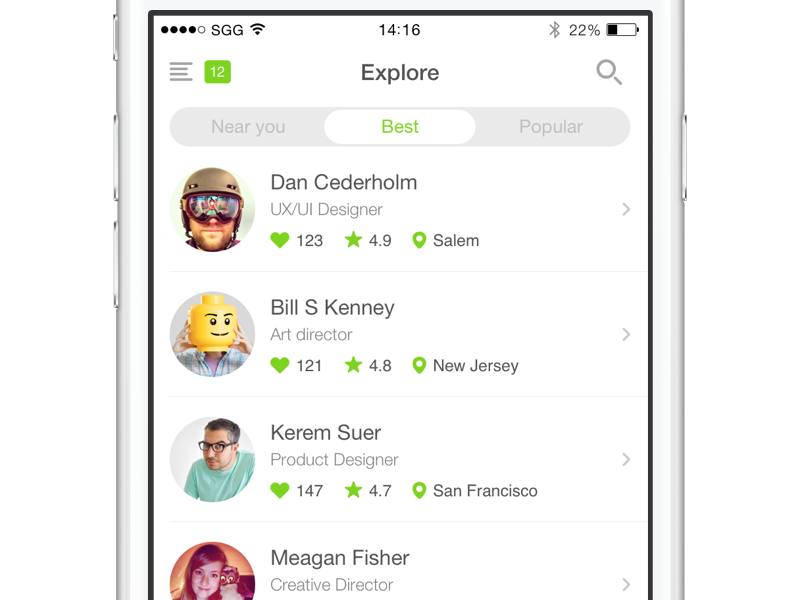 SGG 14:16 22%
12 Explore
Near you Best Popular
Dan Cederholm
UX/UI Designer
123 4.9 Salem
Bill S Kenney
Art director
121 4.8 New Jersey
Kerem Suer
Product Designer
147 4.7 San Francisco
Meagan Fisher
Creative Director